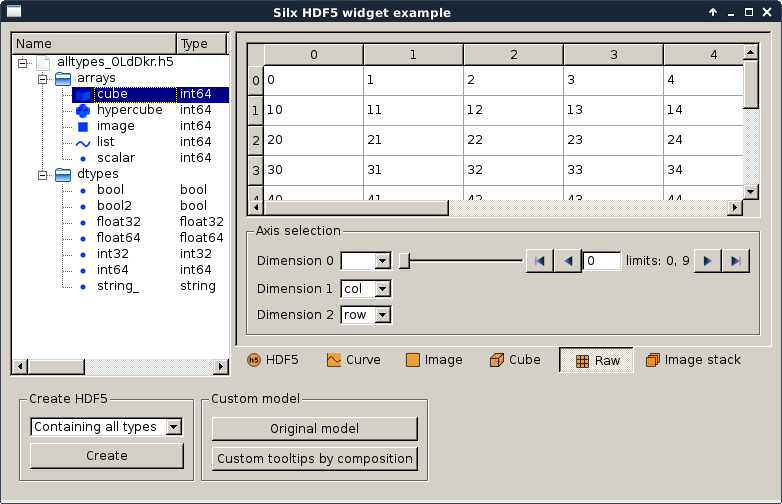 Silx HDF5 widget example
Name Type
alltypes_0LdDkr.h5
arrays
cube int64
hypercube int64
image int64
list int64
scalar int64
dtypes
bool bool
bool2 bool
float32 float32
float64 float64
int32 int32
int64 int64
string_ string
0 1 2 3 4
0 0 1 2 3 4
1 10 11 12 13 14
2 20 21 22 23 24
3 30 31 32 33 34
4 40 41 42 43 44
Axis selection
Dimension 0 0 limits: 0, 9
Dimension 1 col
Dimension 2 row
h5 HDF5 Curve Image Cube Raw Image stack
Create HDF5
Containing all types
Create
Custom model
Original model
Custom tooltips by composition